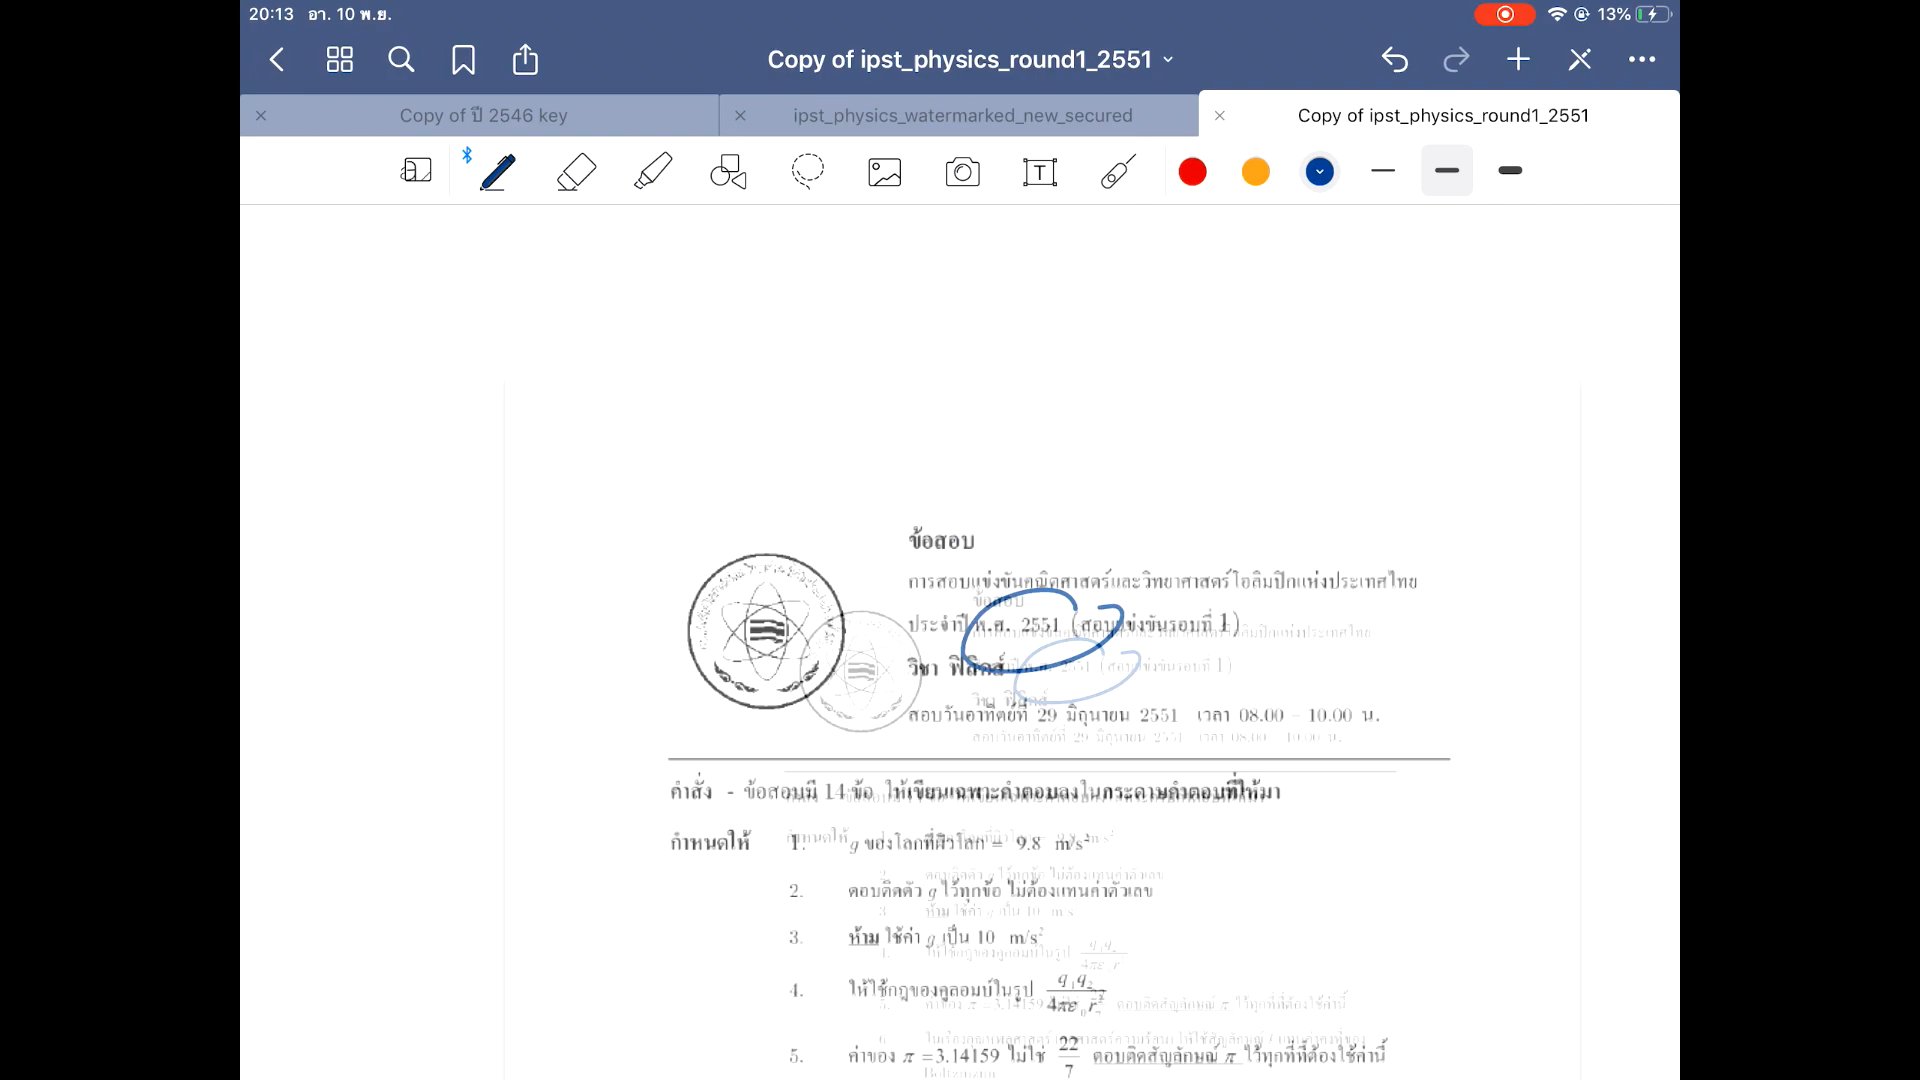 20:13 อา. 10 พ.ย.
13%
Copy of ipst_physics_round1_2551
Copy of ปี 2546 key
ipst_physics_watermarked_new_secured
Copy of ipst_physics_round1_2551
ข้อสอบ
การสอบแข่งขันคณิตศาสตร์และวิทยาศาสตร์โอลิมปิกแห่งประเทศไทย
ประจำปี พ.ศ. 2551 (สอบแข่งขันรอบที่ 1)
วิชา ฟิสิกส์
สอบวันอาทิตย์ที่ 29 มิถุนายน 2551 เวลา 08.00 – 10.00 น.
คำสั่ง - ข้อสอบมี 14 ข้อ ให้เขียนเฉพาะคำตอบลงในกระดาษคำตอบที่ให้มา
กำหนดให้ 1. g ของโลกที่ผิวโลก = 9.8 m/s²
2. ตอบติดตัว g ไว้ทุกข้อ ไม่ต้องแทนค่าตัวเลข
3. ห้าม ใช้ค่า g เป็น 10 m/s²
4. ให้ใช้กฎของคูลอมบ์ในรูป q₁q₂ / 4πε₀r²
5. ค่าของ π = 3.14159 ไม่ใช่ 22/7 ตอบติดสัญลักษณ์ π ไว้ทุกที่ที่ต้องใช้ค่านี้